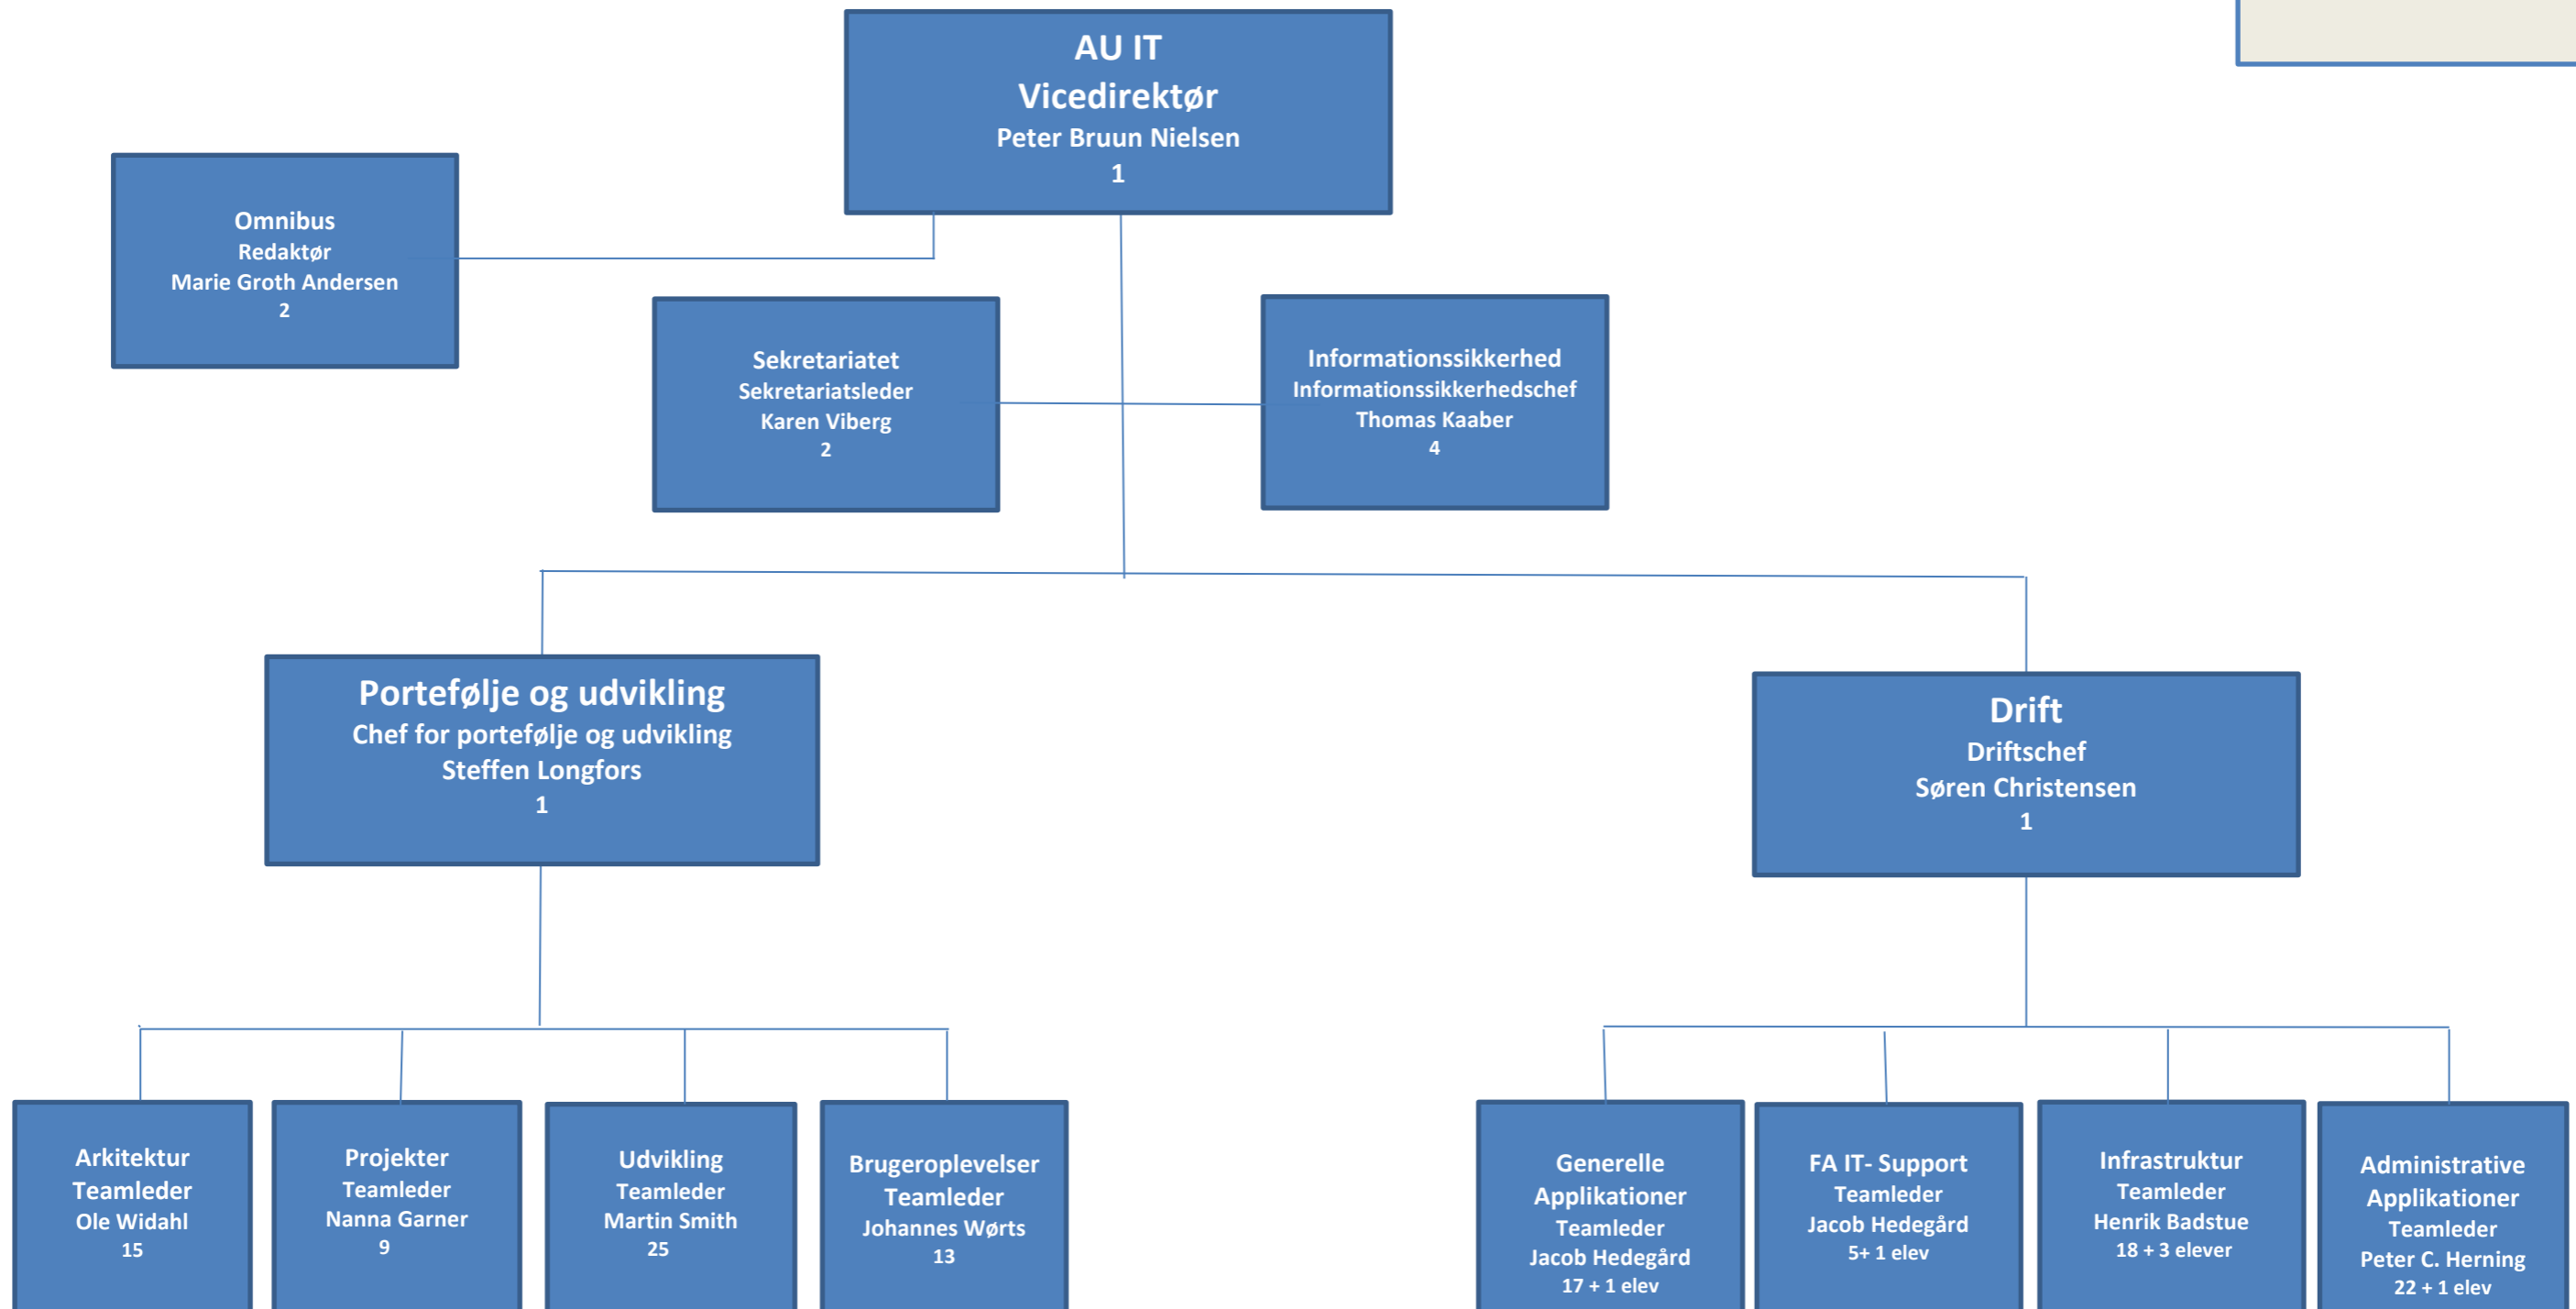 AU IT
Vicedirektør
Peter Bruun Nielsen
1
Omnibus
Redaktør
Marie Groth Andersen
2
Sekretariatet
Sekretariatsleder
Karen Viberg
2
Informationssikkerhed
Informationssikkerhedschef
Thomas Kaaber
4
Portefølje og udvikling
Chef for portefølje og udvikling
Steffen Longfors
1
Drift
Driftschef
Søren Christensen
1
Arkitektur
Teamleder
Ole Widahl
15
Projekter
Teamleder
Nanna Garner
9
Udvikling
Teamleder
Martin Smith
25
Brugeroplevelser
Teamleder
Johannes Wørts
13
Generelle
Applikationer
Teamleder
Jacob Hedegård
17 + 1 elev
FA IT- Support
Teamleder
Jacob Hedegård
5+ 1 elev
Infrastruktur
Teamleder
Henrik Badstue
18 + 3 elever
Administrative
Applikationer
Teamleder
Peter C. Herning
22 + 1 elev